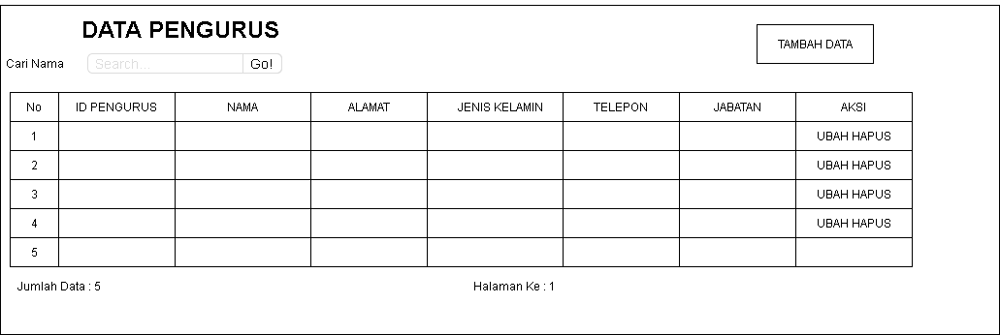 DATA PENGURUS
TAMBAH DATA
Cari Nama Search... Go!
No ID PENGURUS NAMA ALAMAT JENIS KELAMIN TELEPON JABATAN AKSI
1 UBAH HAPUS
2 UBAH HAPUS
3 UBAH HAPUS
4 UBAH HAPUS
5
Jumlah Data : 5 Halaman Ke : 1